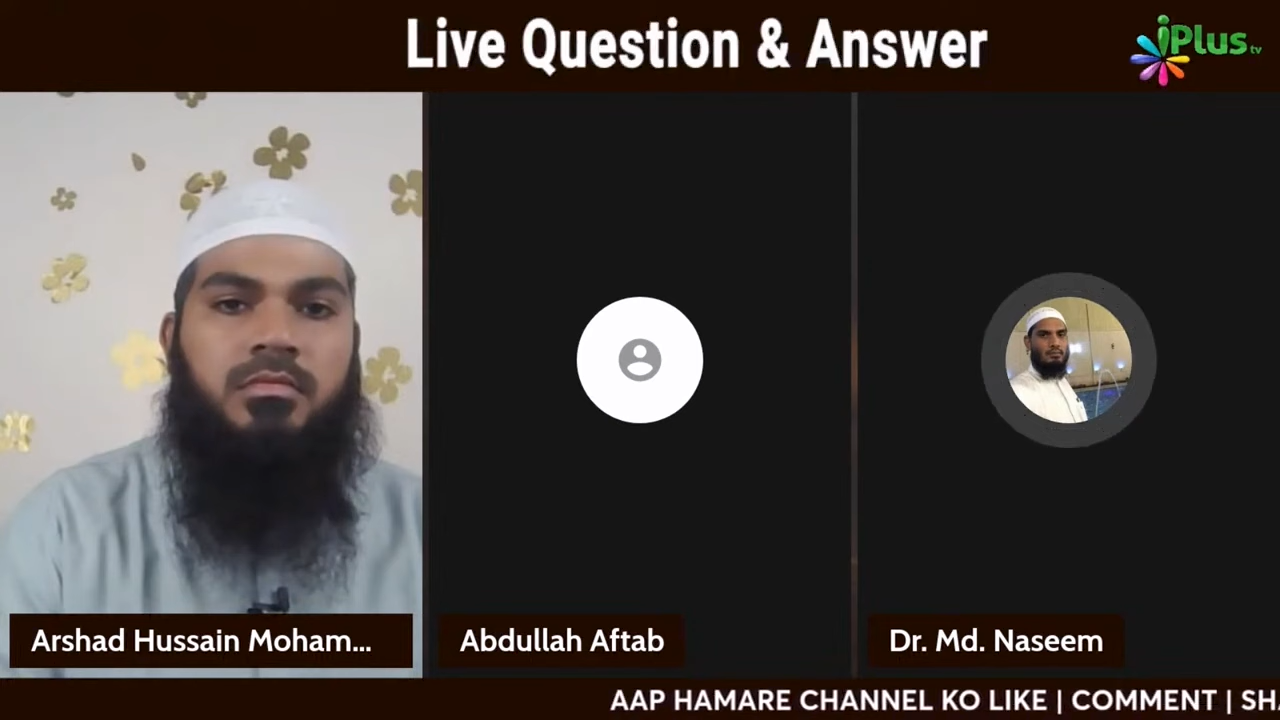 Live Question & Answer
iPlus tv
Arshad Hussain Moham...
Abdullah Aftab
Dr. Md. Naseem
AAP HAMARE CHANNEL KO LIKE | COMMENT | SH